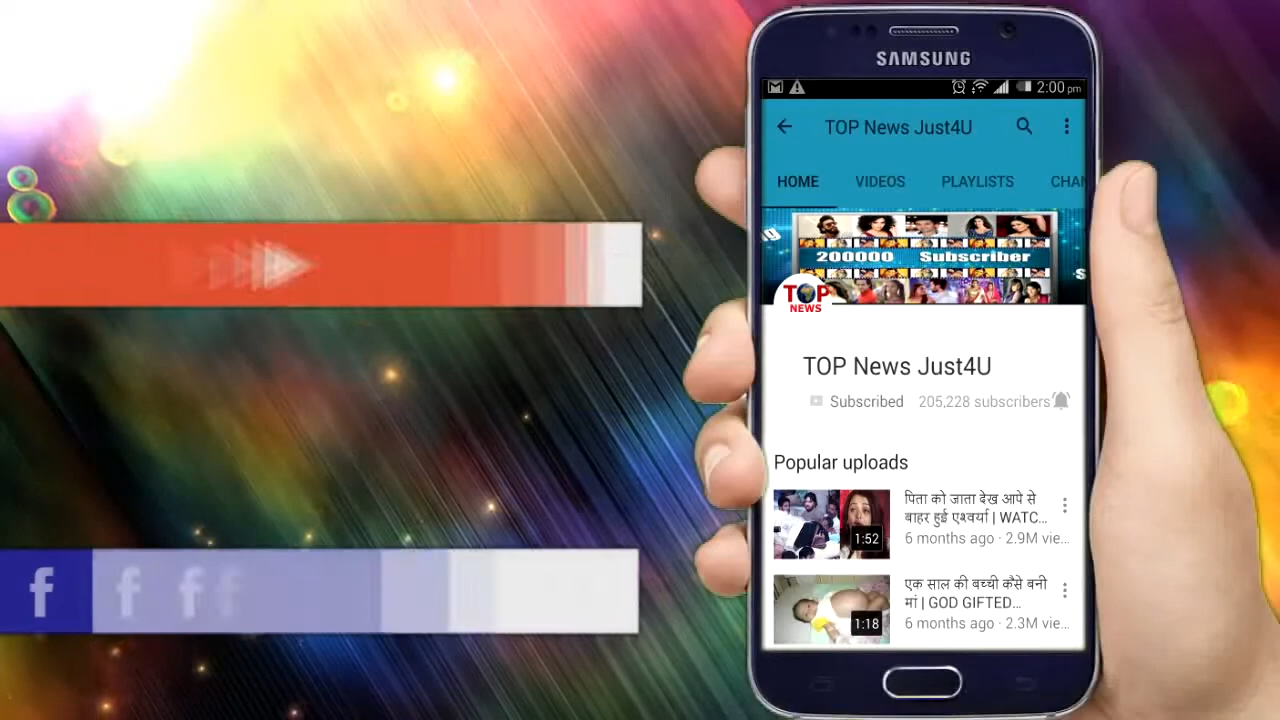 SAMSUNG
2:00 pm
TOP News Just4U
HOME VIDEOS PLAYLISTS CHAN
200000 Subscriber
TOP
NEWS
TOP News Just4U
Subscribed 205,228 subscribers
Popular uploads
पिता को जाता देख आपे से
बाहर हुई एश्वर्या | WATC...
6 months ago · 2.9M vie...
1:52
एक साल की बच्ची कैसे बनी
मां | GOD GIFTED...
6 months ago · 2.3M vie...
1:18
f f f f